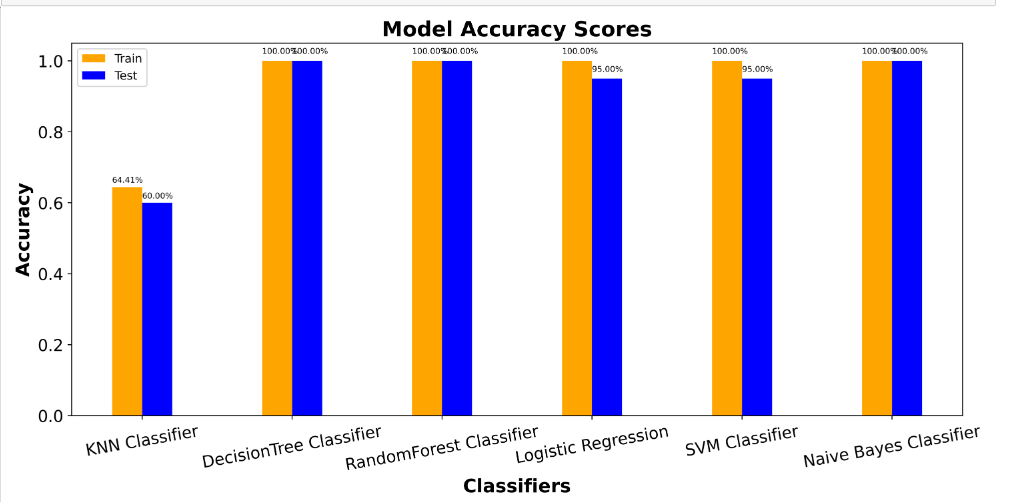 Model Accuracy Scores
Train
Test
1.0
0.8
0.6
0.4
0.2
0.0
Accuracy
64.41%
60.00%
100.00%
100.00%
100.00%
100.00%
100.00%
95.00%
100.00%
95.00%
100.00%
100.00%
KNN Classifier
DecisionTree Classifier
RandomForest Classifier
Logistic Regression
SVM Classifier
Naive Bayes Classifier
Classifiers